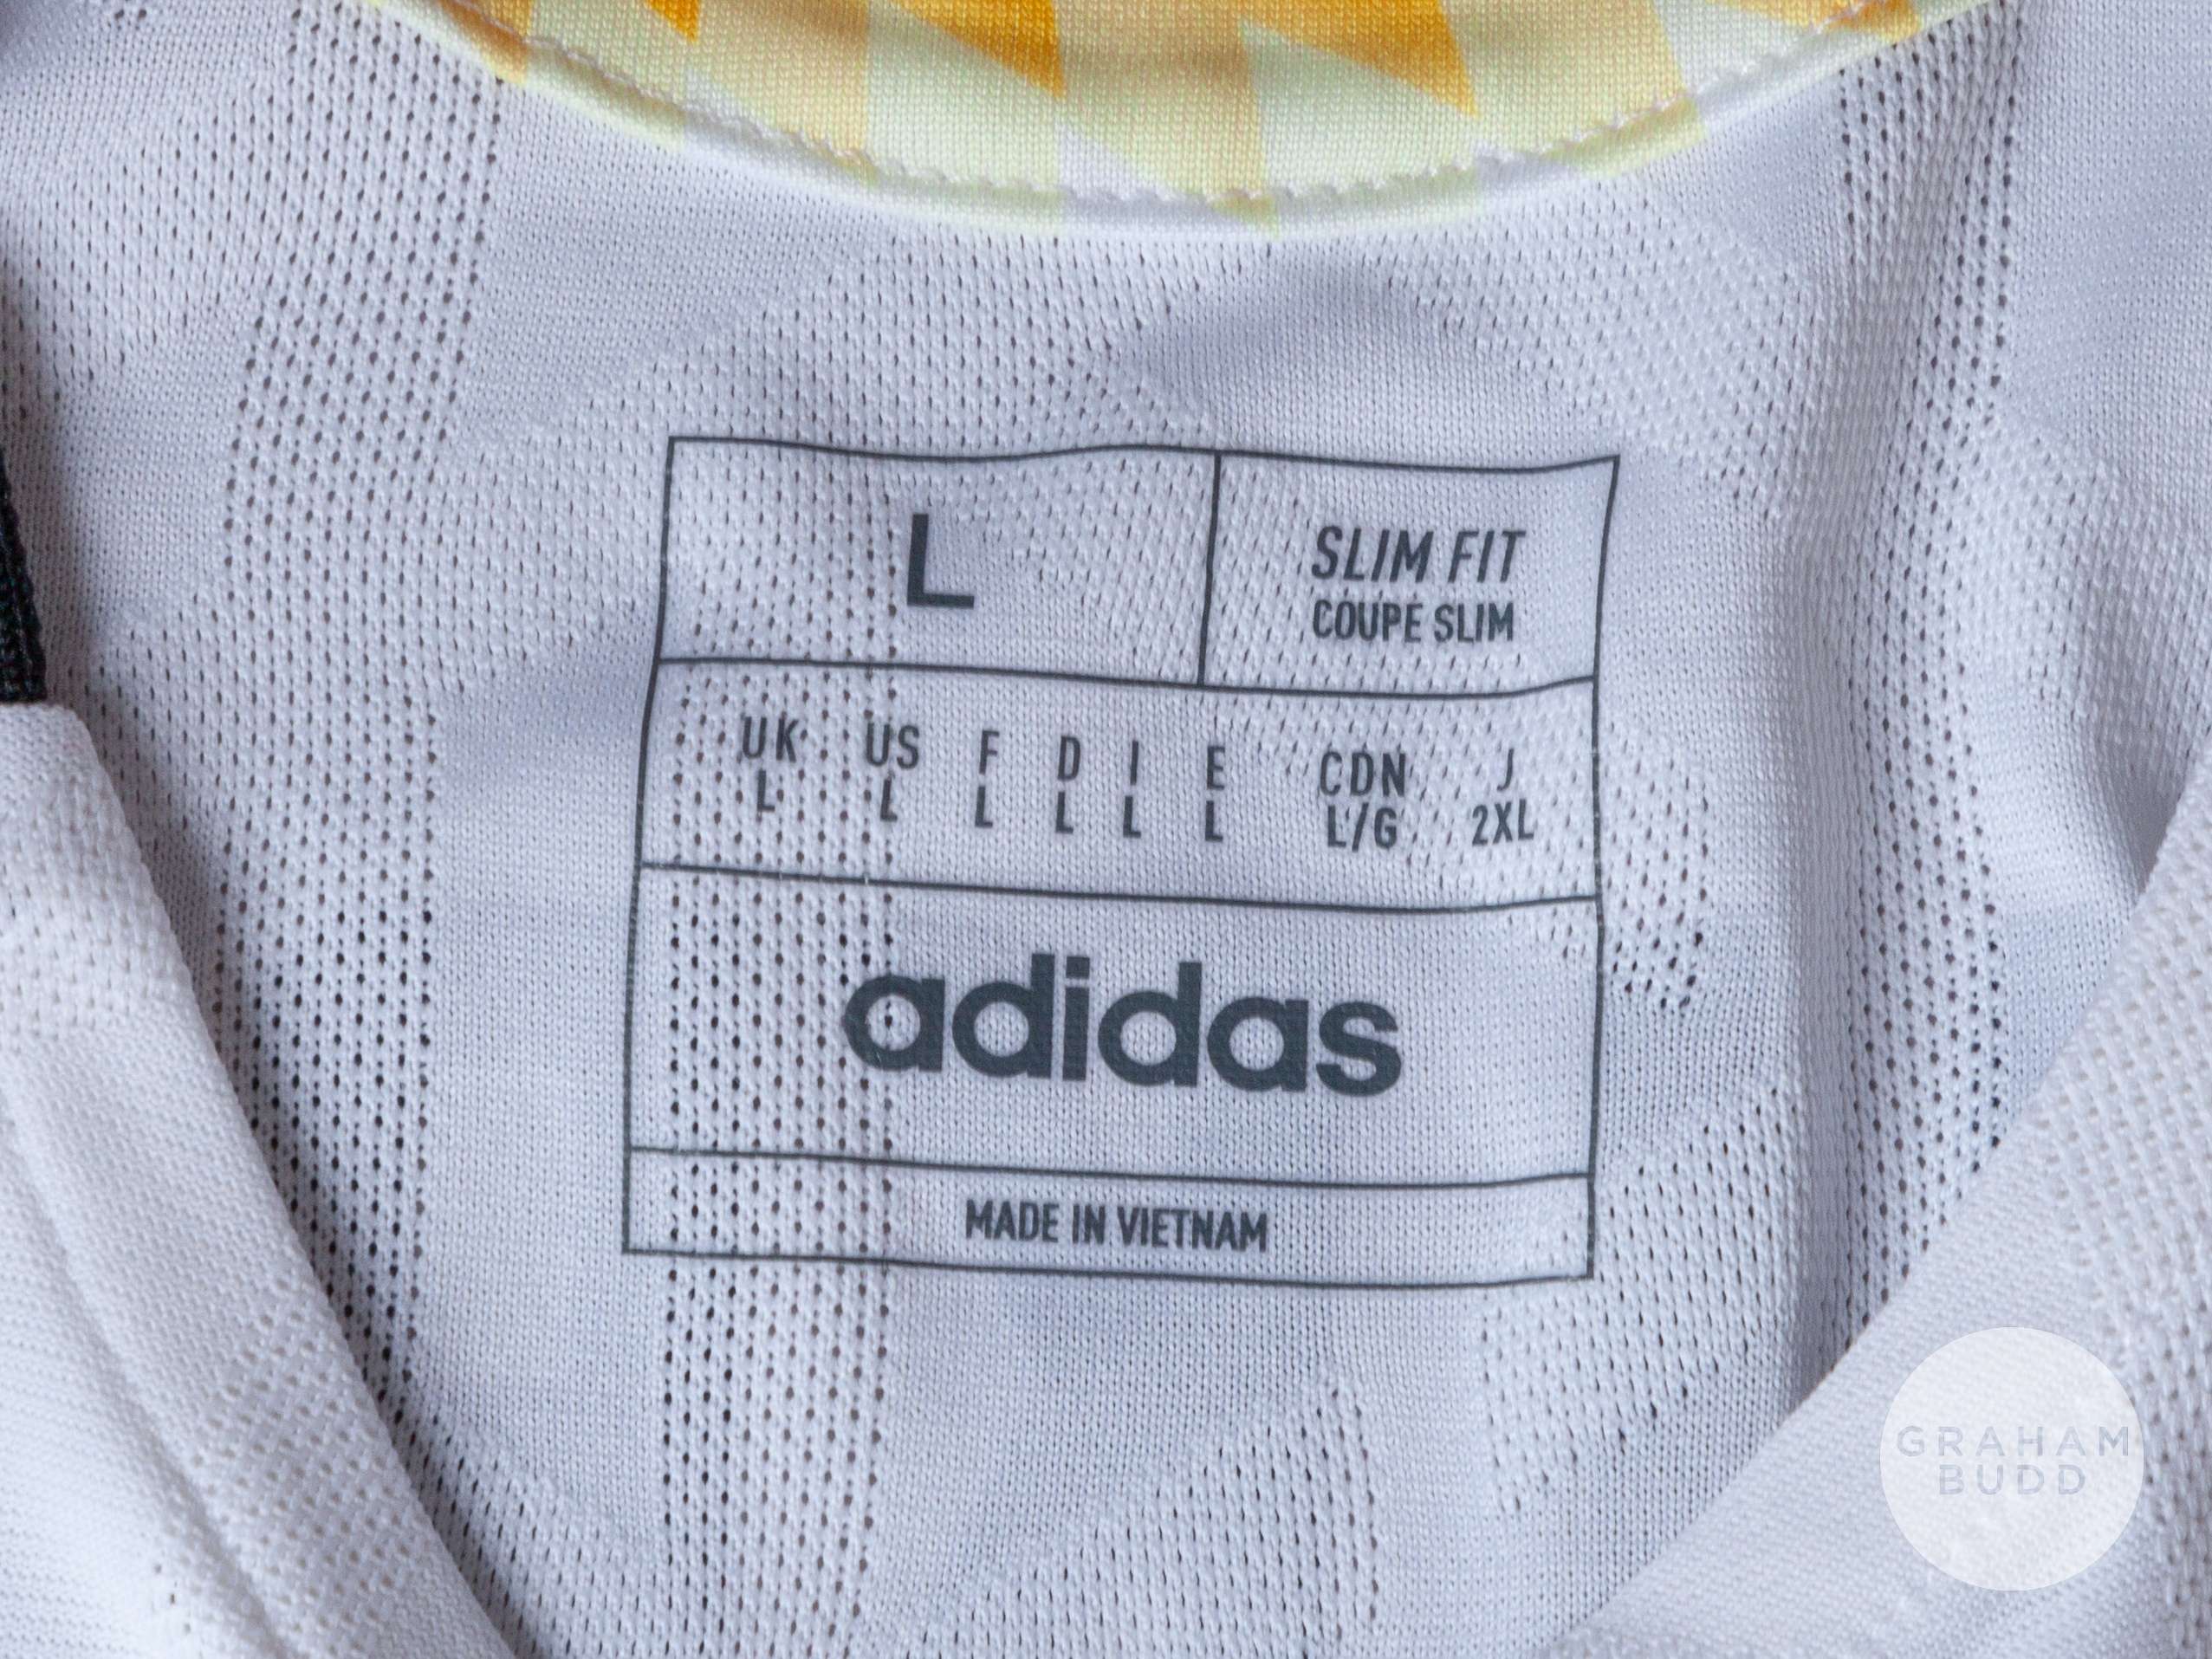 L
SLIM FIT
COUPE SLIM
UK US F D I E CDN J
L L L L L L L/G 2XL
adidas
MADE IN VIETNAM
GRAHAM
BUDD